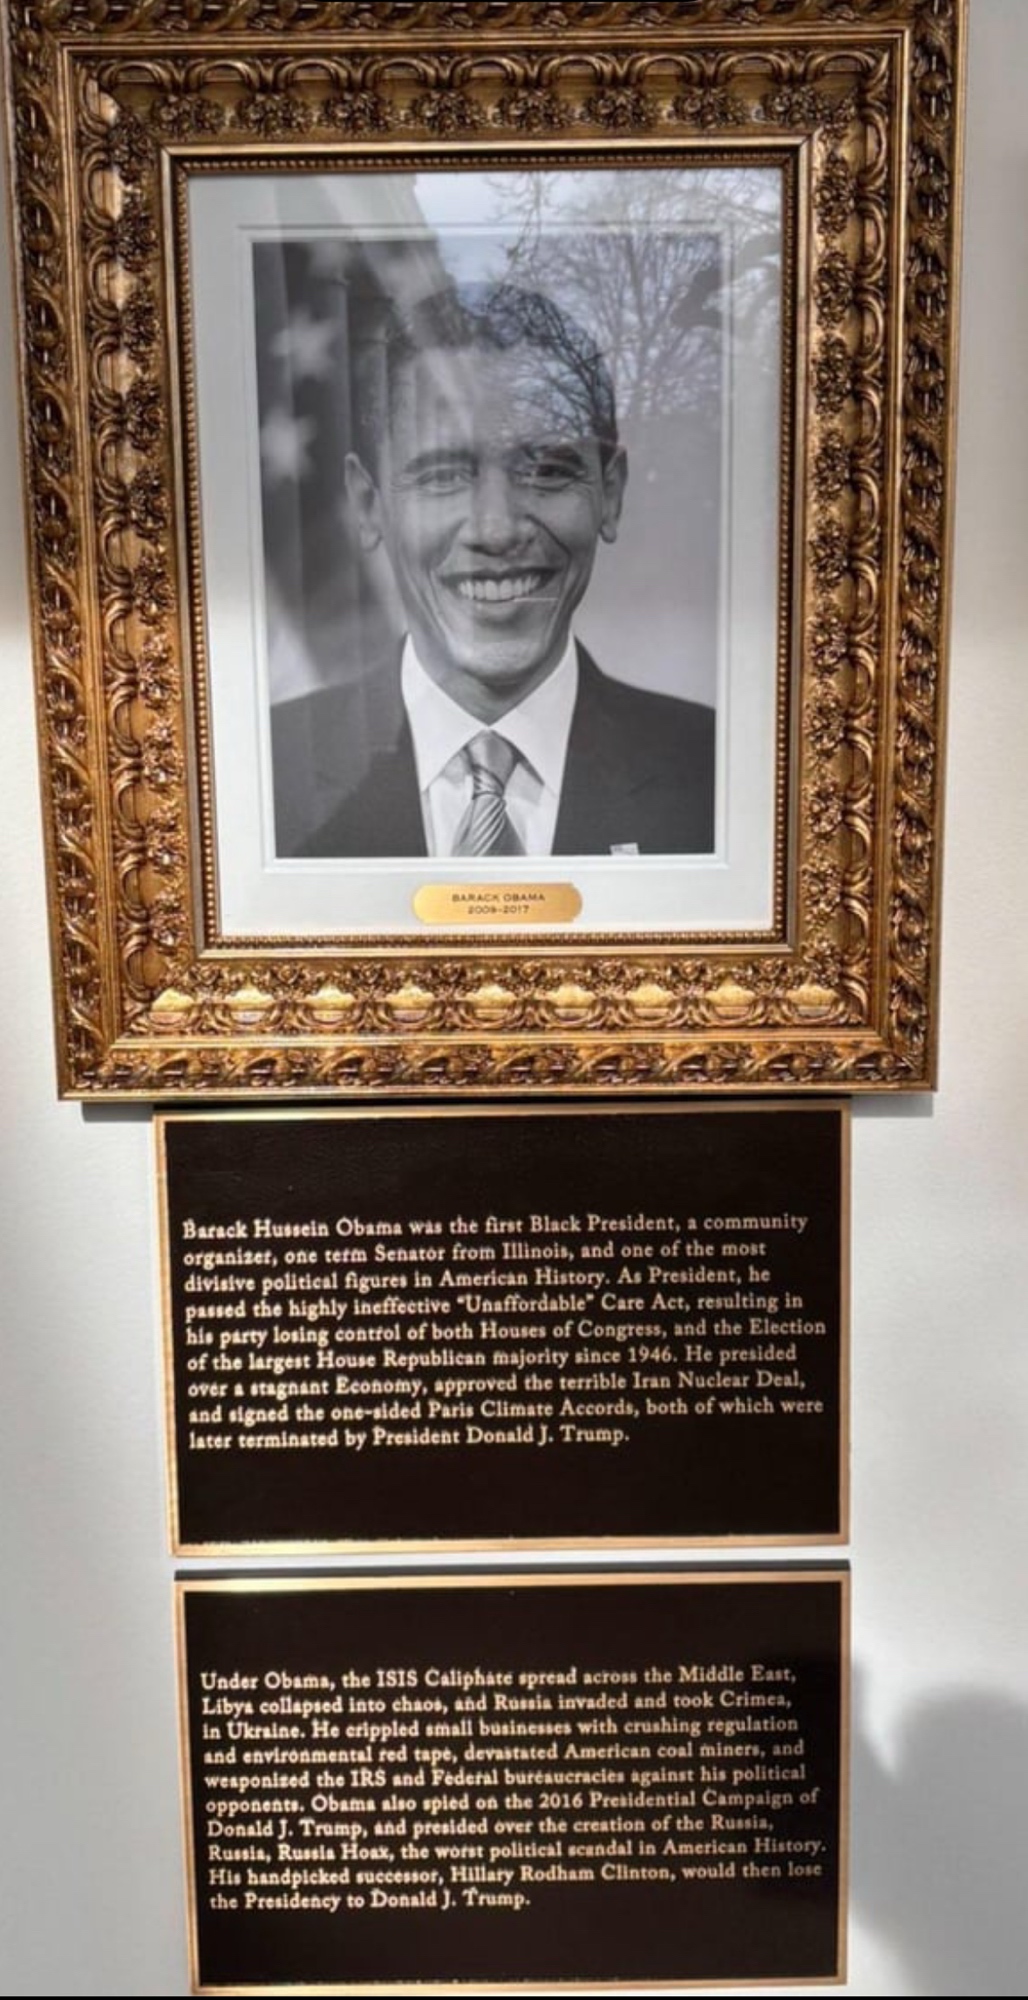 BARACK OBAMA
2009-2017
Barack Hussein Obama was the first Black President, a community
organizer, one term Senator from Illinois, and one of the most
divisive political figures in American History. As President, he
passed the highly ineffective "Unaffordable" Care Act, resulting in
his party losing control of both Houses of Congress, and the Election
of the largest House Republican majority since 1946. He presided
over a stagnant Economy, approved the terrible Iran Nuclear Deal,
and signed the one-sided Paris Climate Accords, both of which were
later terminated by President Donald J. Trump.
Under Obama, the ISIS Caliphate spread across the Middle East,
Libya collapsed into chaos, and Russia invaded and took Crimea,
in Ukraine. He crippled small businesses with crushing regulation
and environmental red tape, devastated American coal miners, and
weaponized the IRS and Federal bureaucracies against his political
opponents. Obama also spied on the 2016 Presidential Campaign of
Donald J. Trump, and presided over the creation of the Russia,
Russia, Russia Hoax, the worst political scandal in American History.
His handpicked successor, Hillary Rodham Clinton, would then lose
the Presidency to Donald J. Trump.